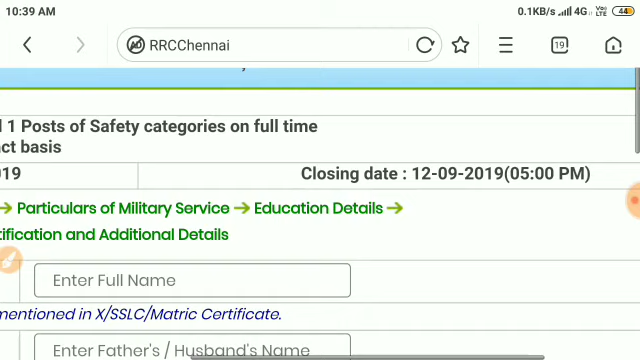 10:39 AM 0.1KB/s 4G VoLTE 44
RRCChennai 19
1 Posts of Safety categories on full time
ct basis
19 Closing date : 12-09-2019(05:00 PM)
→ Particulars of Military Service → Education Details →
tification and Additional Details
Enter Full Name
mentioned in X/SSLC/Matric Certificate.
Enter Father's / Husband's Name